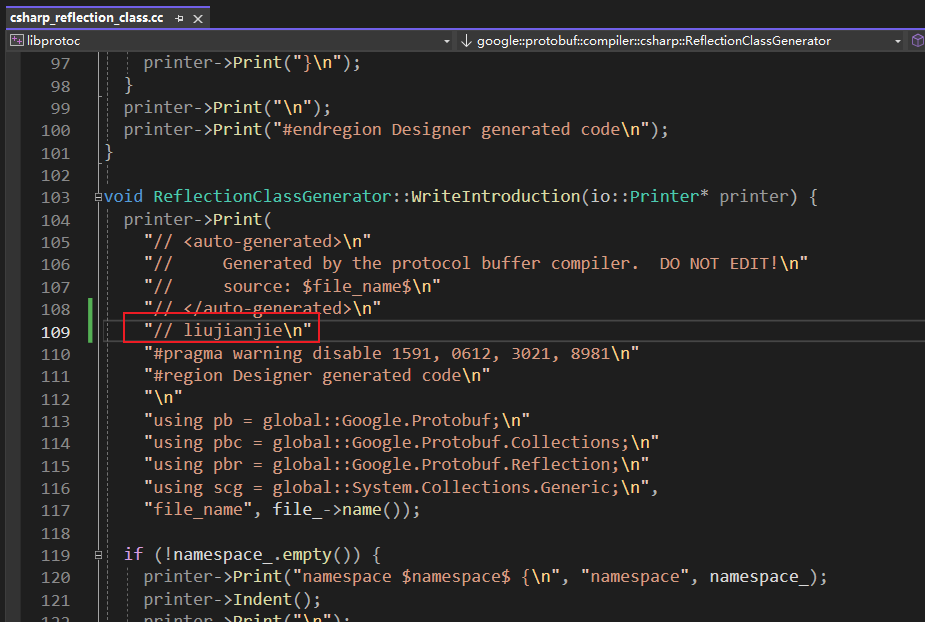 csharp_reflection_class.cc
libprotoc google::protobuf::compiler::csharp::ReflectionClassGenerator
97 printer->Print("}\n");
98 }
99 printer->Print("\n");
100 printer->Print("#endregion Designer generated code\n");
101 }
102
103 void ReflectionClassGenerator::WriteIntroduction(io::Printer* printer) {
104 printer->Print(
105 "// <auto-generated>\n"
106 "//     Generated by the protocol buffer compiler.  DO NOT EDIT!\n"
107 "//     source: $file_name$\n"
108 "// </auto-generated>\n"
109 "// liujianjie\n"
110 "#pragma warning disable 1591, 0612, 3021, 8981\n"
111 "#region Designer generated code\n"
112 "\n"
113 "using pb = global::Google.Protobuf;\n"
114 "using pbc = global::Google.Protobuf.Collections;\n"
115 "using pbr = global::Google.Protobuf.Reflection;\n"
116 "using scg = global::System.Collections.Generic;\n",
117 "file_name", file_->name());
118
119 if (!namespace_.empty()) {
120 printer->Print("namespace $namespace$ {\n", "namespace", namespace_);
121 printer->Indent();
122 printer->Print("\n");